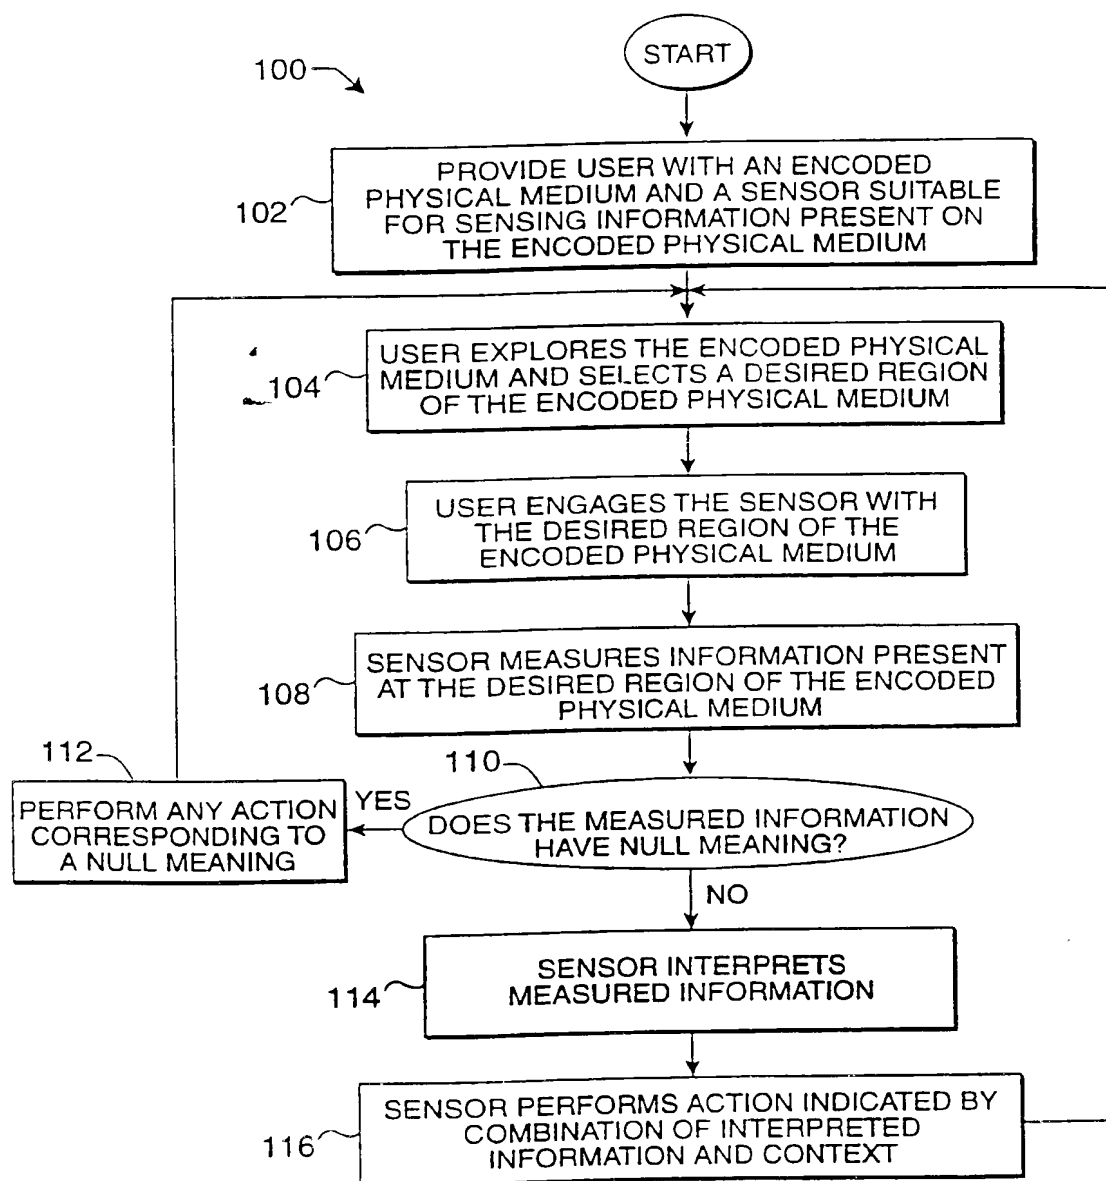 START
100
PROVIDE USER WITH AN ENCODED
PHYSICAL MEDIUM AND A SENSOR SUITABLE
FOR SENSING INFORMATION PRESENT ON
THE ENCODED PHYSICAL MEDIUM
102
USER EXPLORES THE ENCODED PHYSICAL
MEDIUM AND SELECTS A DESIRED REGION
OF THE ENCODED PHYSICAL MEDIUM
104
USER ENGAGES THE SENSOR WITH
THE DESIRED REGION OF THE
ENCODED PHYSICAL MEDIUM
106
SENSOR MEASURES INFORMATION PRESENT
AT THE DESIRED REGION OF THE ENCODED
PHYSICAL MEDIUM
108
112
110
PERFORM ANY ACTION
CORRESPONDING TO
A NULL MEANING
YES
DOES THE MEASURED INFORMATION
HAVE NULL MEANING?
NO
SENSOR INTERPRETS
MEASURED INFORMATION
114
SENSOR PERFORMS ACTION INDICATED BY
COMBINATION OF INTERPRETED
INFORMATION AND CONTEXT
116